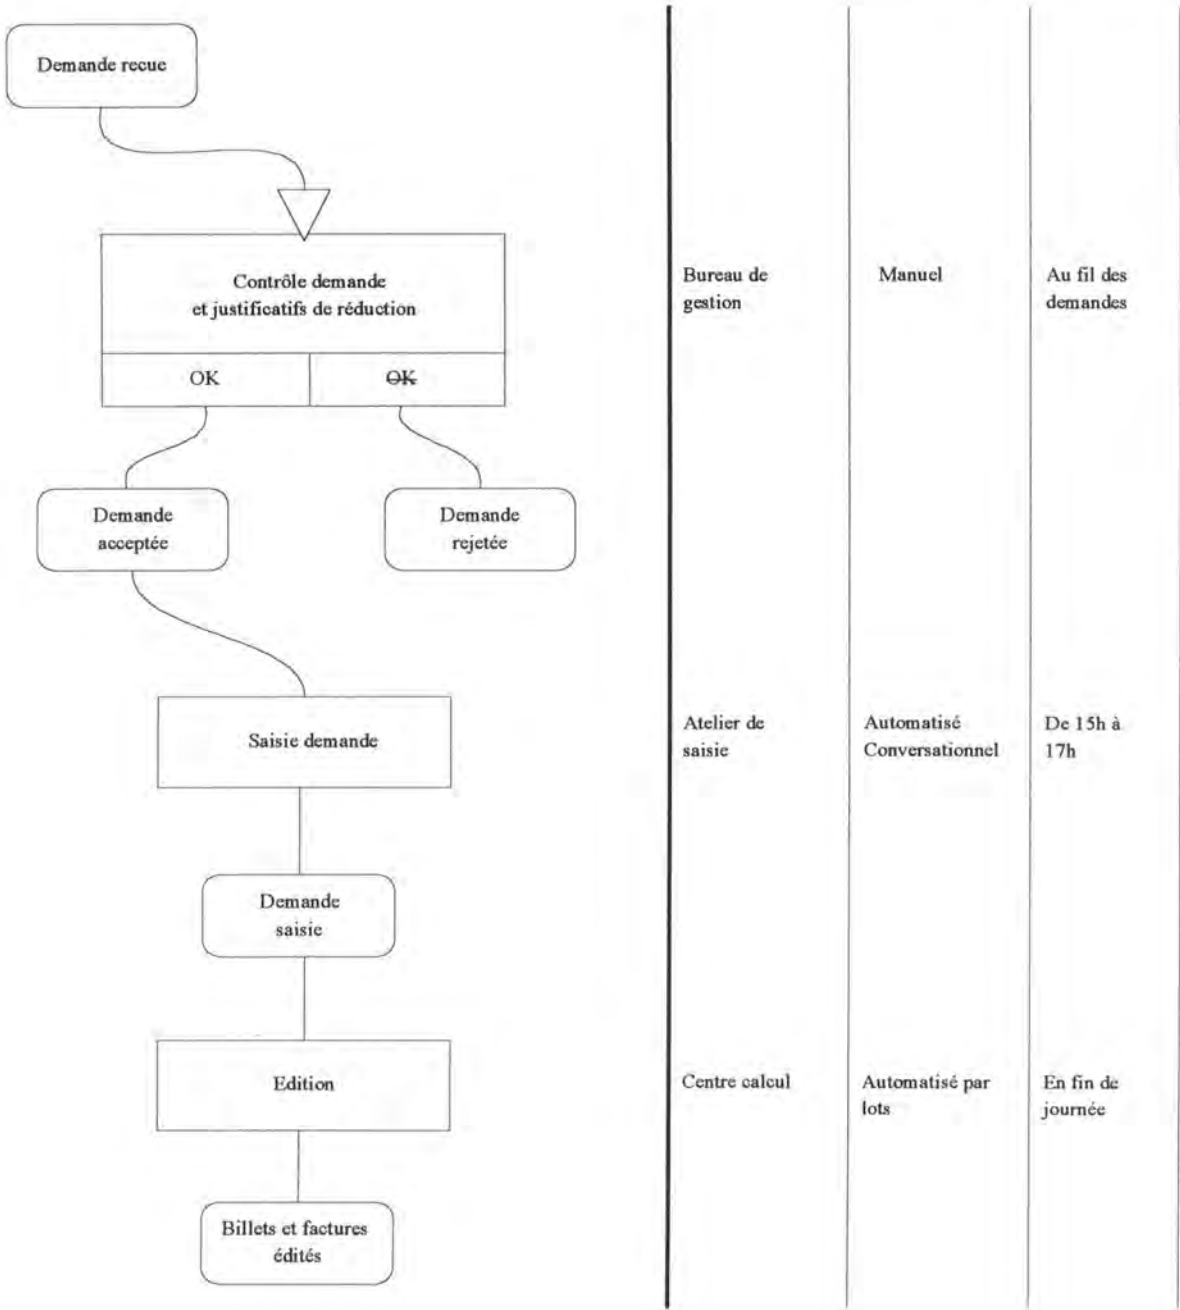 Demande recue
Contrôle demande
et justificatifs de réduction
OK
OK
Bureau de
gestion
Manuel
Au fil des
demandes
Demande
acceptée
Demande
rejetée
Saisie demande
Atelier de
saisie
Automatisé
Conversationnel
De 15h à
17h
Demande
saisie
Edition
Centre calcul
Automatisé par
lots
En fin de
journée
Billets et factures
édités